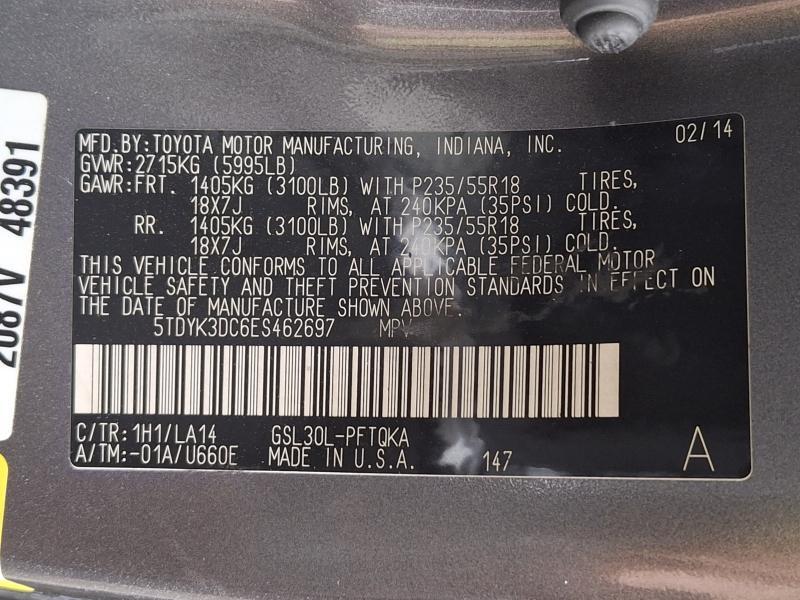 MFD.BY:TOYOTA MOTOR MANUFACTURING, INDIANA, INC. 02/14
GVWR:2715KG (5995LB)
GAWR:FRT. 1405KG (3100LB) WITH P235/55R18 TIRES,
18X7J RIMS, AT 240KPA (35PSI) COLD.
RR. 1405KG (3100LB) WITH P235/55R18 TIRES,
18X7J RIMS, AT 240KPA (35PSI) COLD.
THIS VEHICLE CONFORMS TO ALL APPLICABLE FEDERAL MOTOR
VEHICLE SAFETY AND THEFT PREVENTION STANDARDS IN EFFECT ON
THE DATE OF MANUFACTURE SHOWN ABOVE.
5TDYK3DC6ES462697 MPV
C/TR:1H1/LA14 GSL30L-PFTQKA
A/TM:-01A/U660E MADE IN U.S.A. 147 A
48391